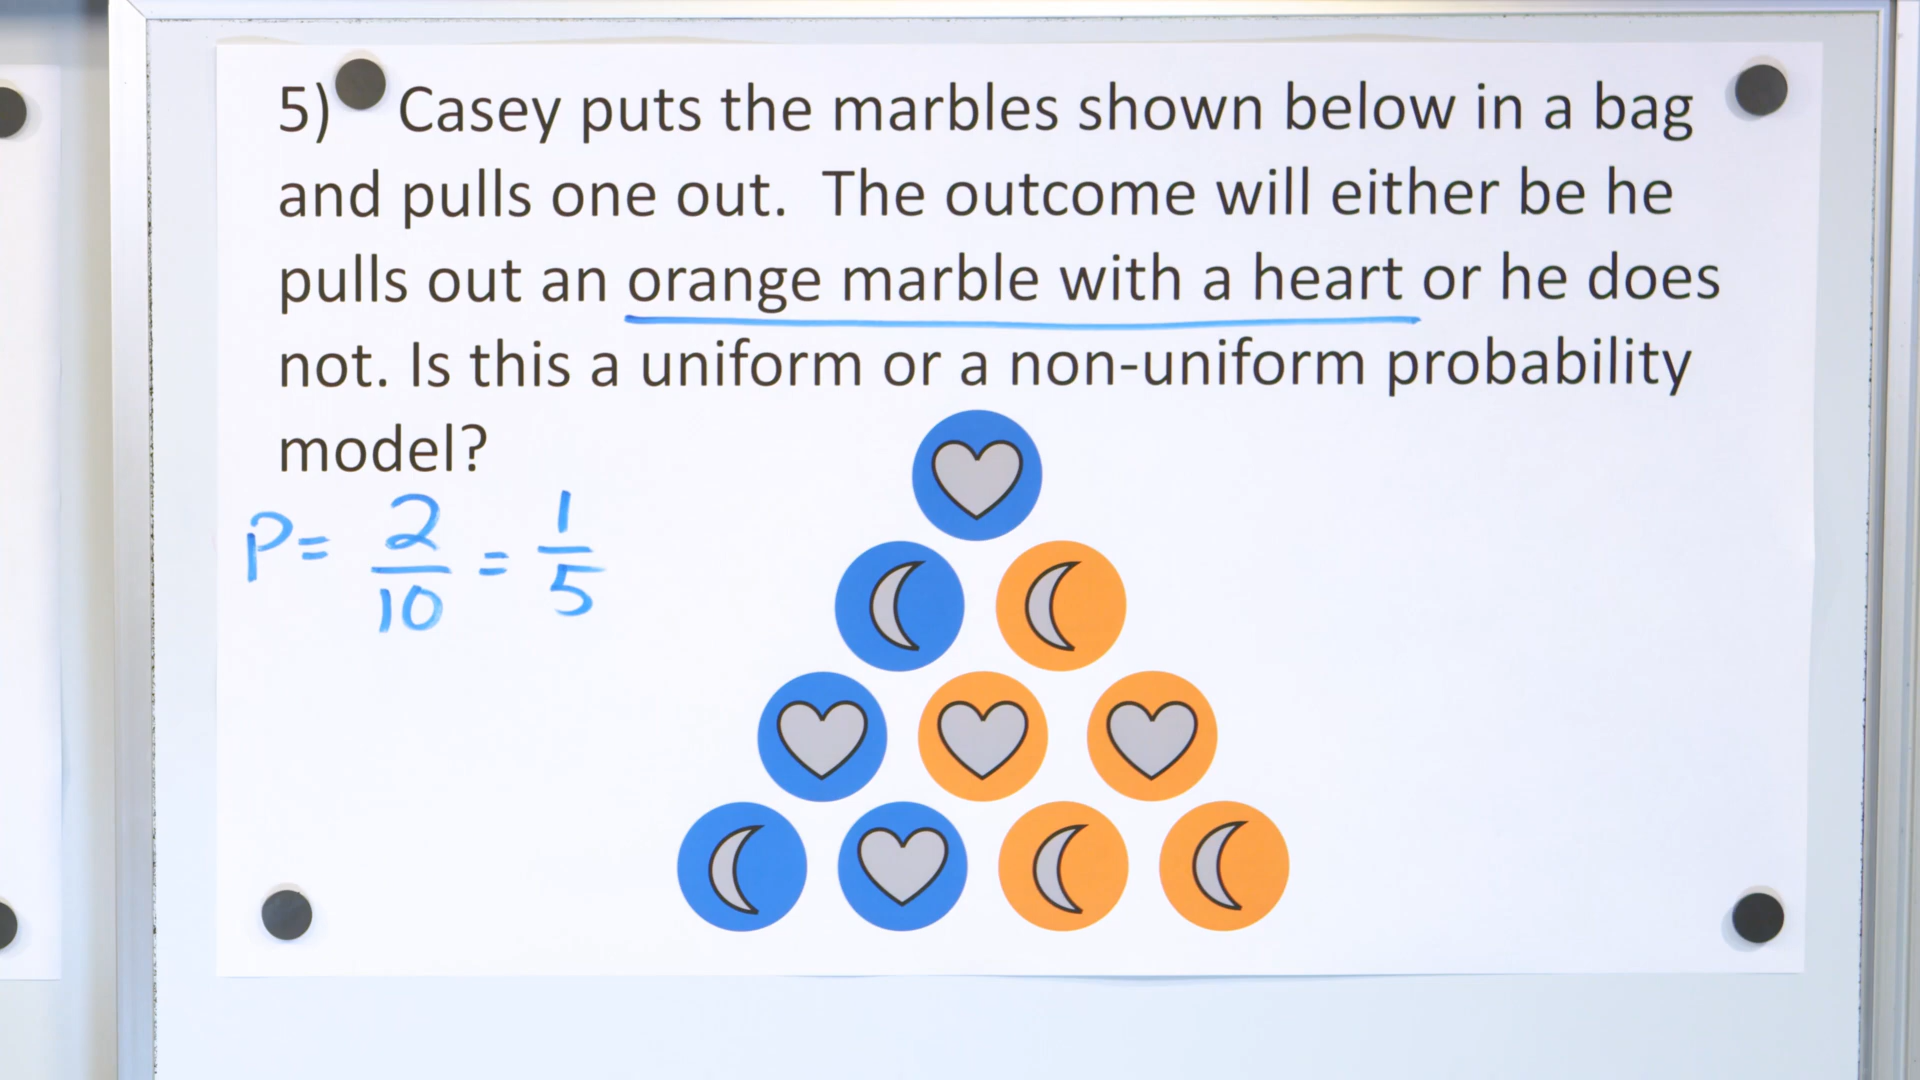 5) Casey puts the marbles shown below in a bag
and pulls one out. The outcome will either be he
pulls out an orange marble with a heart or he does
not. Is this a uniform or a non-uniform probability
model?
P= 2/10 = 1/5